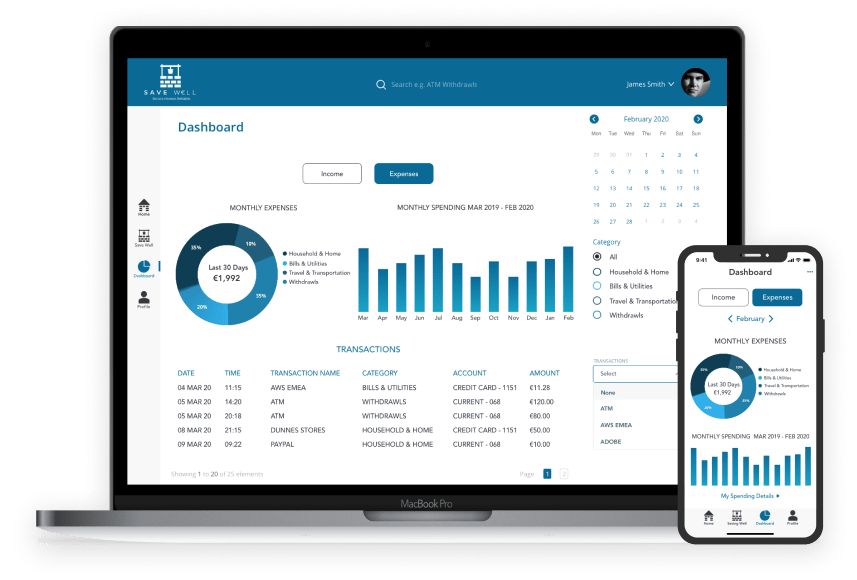 SAVE WELL
Search e.g. ATM Withdrawls
James Smith
Dashboard
Income
Expenses
Home
Save Well
Dashboard
Profile
MONTHLY EXPENSES
35%
10%
35%
20%
Last 30 Days
€1,992
Household & Home
Bills & Utilities
Travel & Transportation
Withdrawls
MONTHLY SPENDING MAR 2019 - FEB 2020
Mar Apr May Jun Jul Aug Sep Oct Nov Dec Jan Feb
TRANSACTIONS
DATE TIME TRANSACTION NAME CATEGORY ACCOUNT AMOUNT
04 MAR 20 11:15 AWS EMEA BILLS & UTILITIES CREDIT CARD - 1151 €11.28
05 MAR 20 14:20 ATM WITHDRAWLS CURRENT - 068 €120.00
05 MAR 20 20:18 ATM WITHDRAWLS CURRENT - 068 €80.00
08 MAR 20 21:15 DUNNES STORES HOUSEHOLD & HOME CREDIT CARD - 1151 €50.00
09 MAR 20 09:22 PAYPAL HOUSEHOLD & HOME CURRENT - 068 €10.00
Showing 1 to 20 of 25 elements
Page 1 2
February 2020
Mon Tue Wed Thu Fri Sat Sun
29 30 31 1 2 3 4
5 6 7 8 9 10 11
12 13 14 15 16 17 18
19 20 21 22 23 24 25
26 27 28 1 2 3 4
Category
All
Household & Home
Bills & Utilities
Travel & Transportatio
Withdrawls
TRANSACTIONS
Select
None
ATM
AWS EMEA
ADOBE
MacBook Pro
9:41
Dashboard
Income
Expenses
February
MONTHLY EXPENSES
35%
10%
35%
20%
Last 30 Days
€1,992
Household & Home
Bills & Utilities
Travel & Transportation
Withdrawls
MONTHLY SPENDING MAR 2019 - FEB 2020
My Spending Details
Home
Saving Well
Dashboard
Profile